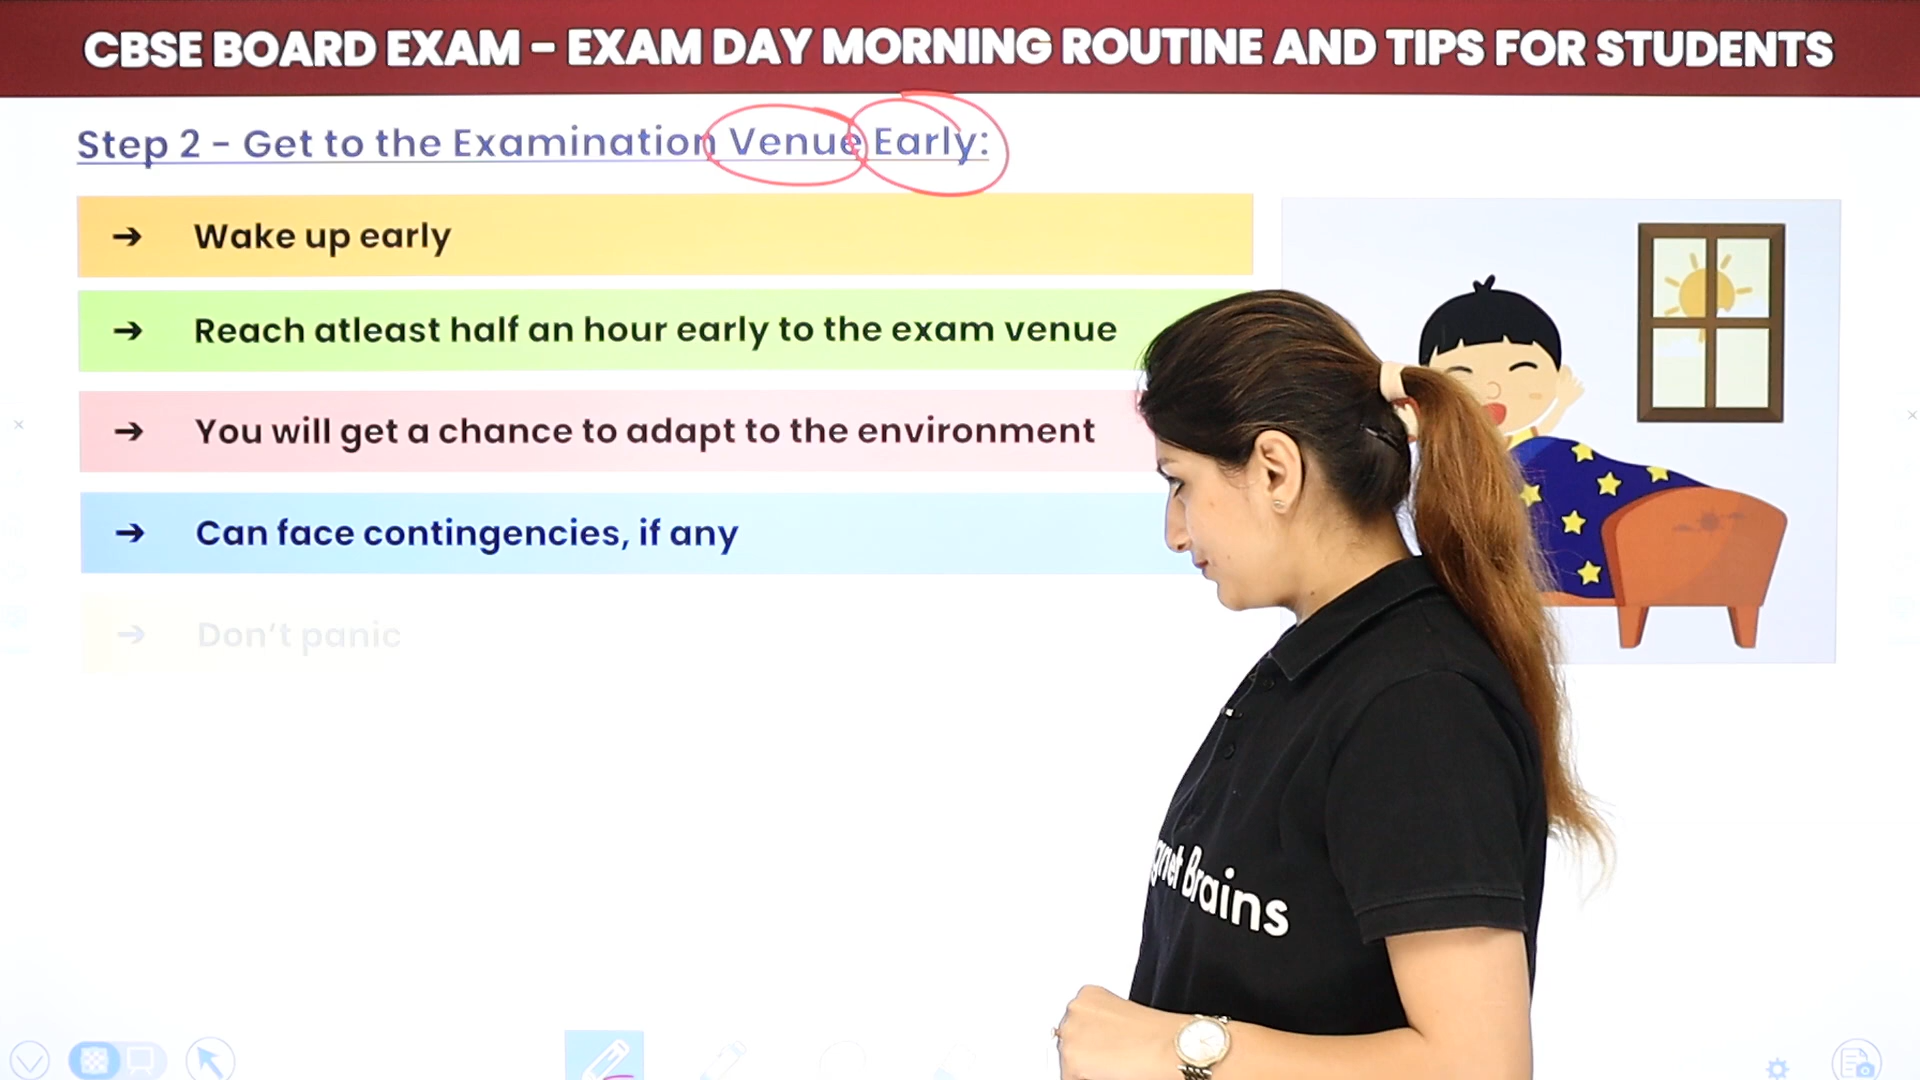 CBSE BOARD EXAM - EXAM DAY MORNING ROUTINE AND TIPS FOR STUDENTS
Step 2 - Get to the Examination Venue Early:
➔ Wake up early
➔ Reach atleast half an hour early to the exam venue
➔ You will get a chance to adapt to the environment
➔ Can face contingencies, if any
➔ Don't panic
Brains